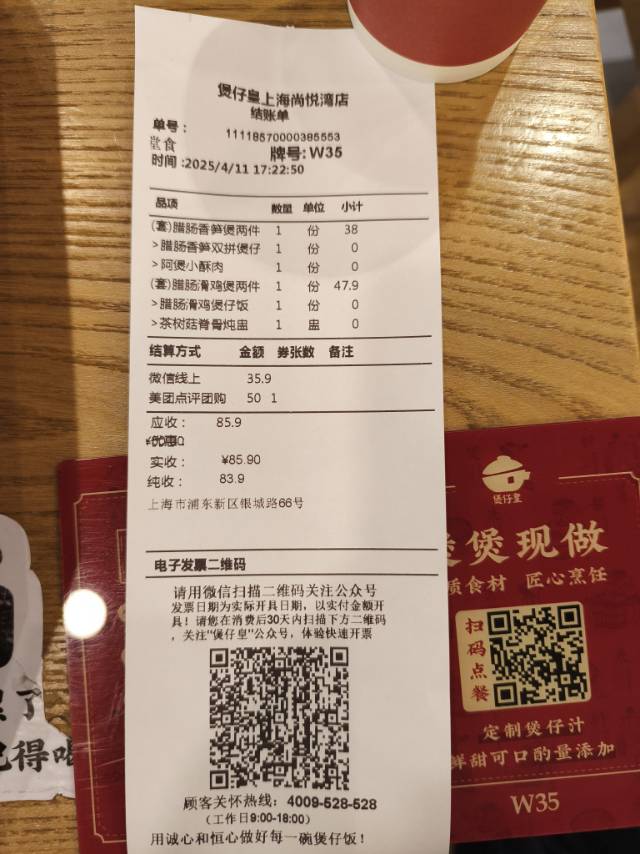 煲仔皇上海尚悦湾店
结账单
单号： 11118570000385553
堂食 牌号: W35
时间 :2025/4/11 17:22:50
品项 数量 单位 小计
(套)腊肠香笋煲两件 1 份 38
>腊肠香笋双拼煲仔 1 份 0
>阿煲小酥肉 1 份 0
(套)腊肠滑鸡煲两件 1 份 47.9
>腊肠滑鸡煲仔饭 1 份 0
>茶树菇脊骨炖盅 1 盅 0
结算方式 金额 券张数 备注
微信线上 35.9
美团点评团购 50 1
应收： 85.9
实收： ¥85.90
纯收： 83.9
上海市浦东新区银城路66号
电子发票二维码
请用微信扫描二维码关注公众号
发票日期为实际开具日期，以实付金额开
具！请您在消费后30天内扫描下方二维码
，关注"煲仔皇"公众号，体验快速开票
顾客关怀热线： 4009-528-528
(工作日9:00-18:00)
用诚心和恒心做好每一碗煲仔饭！
煲仔皇
煲现做
质食材 匠心烹饪
扫码点餐
定制煲仔汁
鲜甜可口酌量添加
W35
了
记得喝